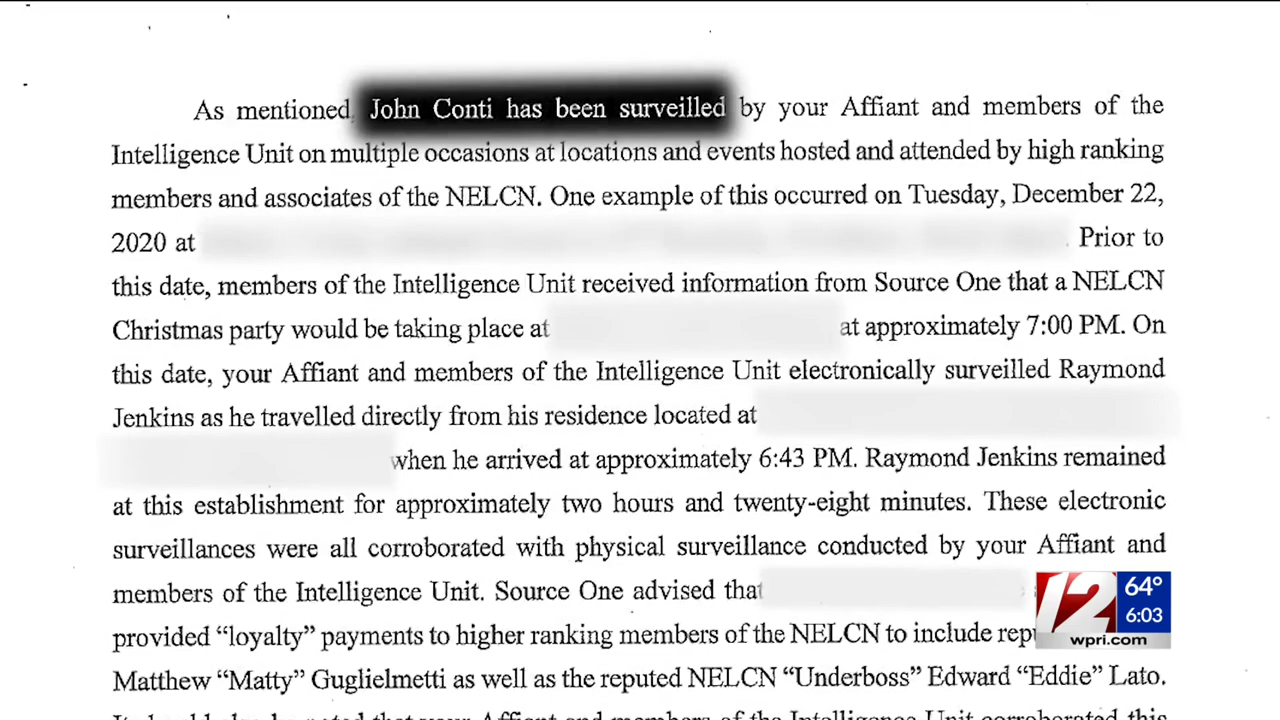 As mentioned, John Conti has been surveilled by your Affiant and members of the
Intelligence Unit on multiple occasions at locations and events hosted and attended by high ranking
members and associates of the NELCN. One example of this occurred on Tuesday, December 22,
2020 at Prior to
this date, members of the Intelligence Unit received information from Source One that a NELCN
Christmas party would be taking place at at approximately 7:00 PM. On
this date, your Affiant and members of the Intelligence Unit electronically surveilled Raymond
Jenkins as he travelled directly from his residence located at
when he arrived at approximately 6:43 PM. Raymond Jenkins remained
at this establishment for approximately two hours and twenty-eight minutes. These electronic
surveillances were all corroborated with physical surveillance conducted by your Affiant and
members of the Intelligence Unit. Source One advised that
provided “loyalty” payments to higher ranking members of the NELCN to include
Matthew “Matty” Guglielmetti as well as the reputed NELCN “Underboss” Edward “Eddie” Lato.
12
64°
6:03
wpri.com